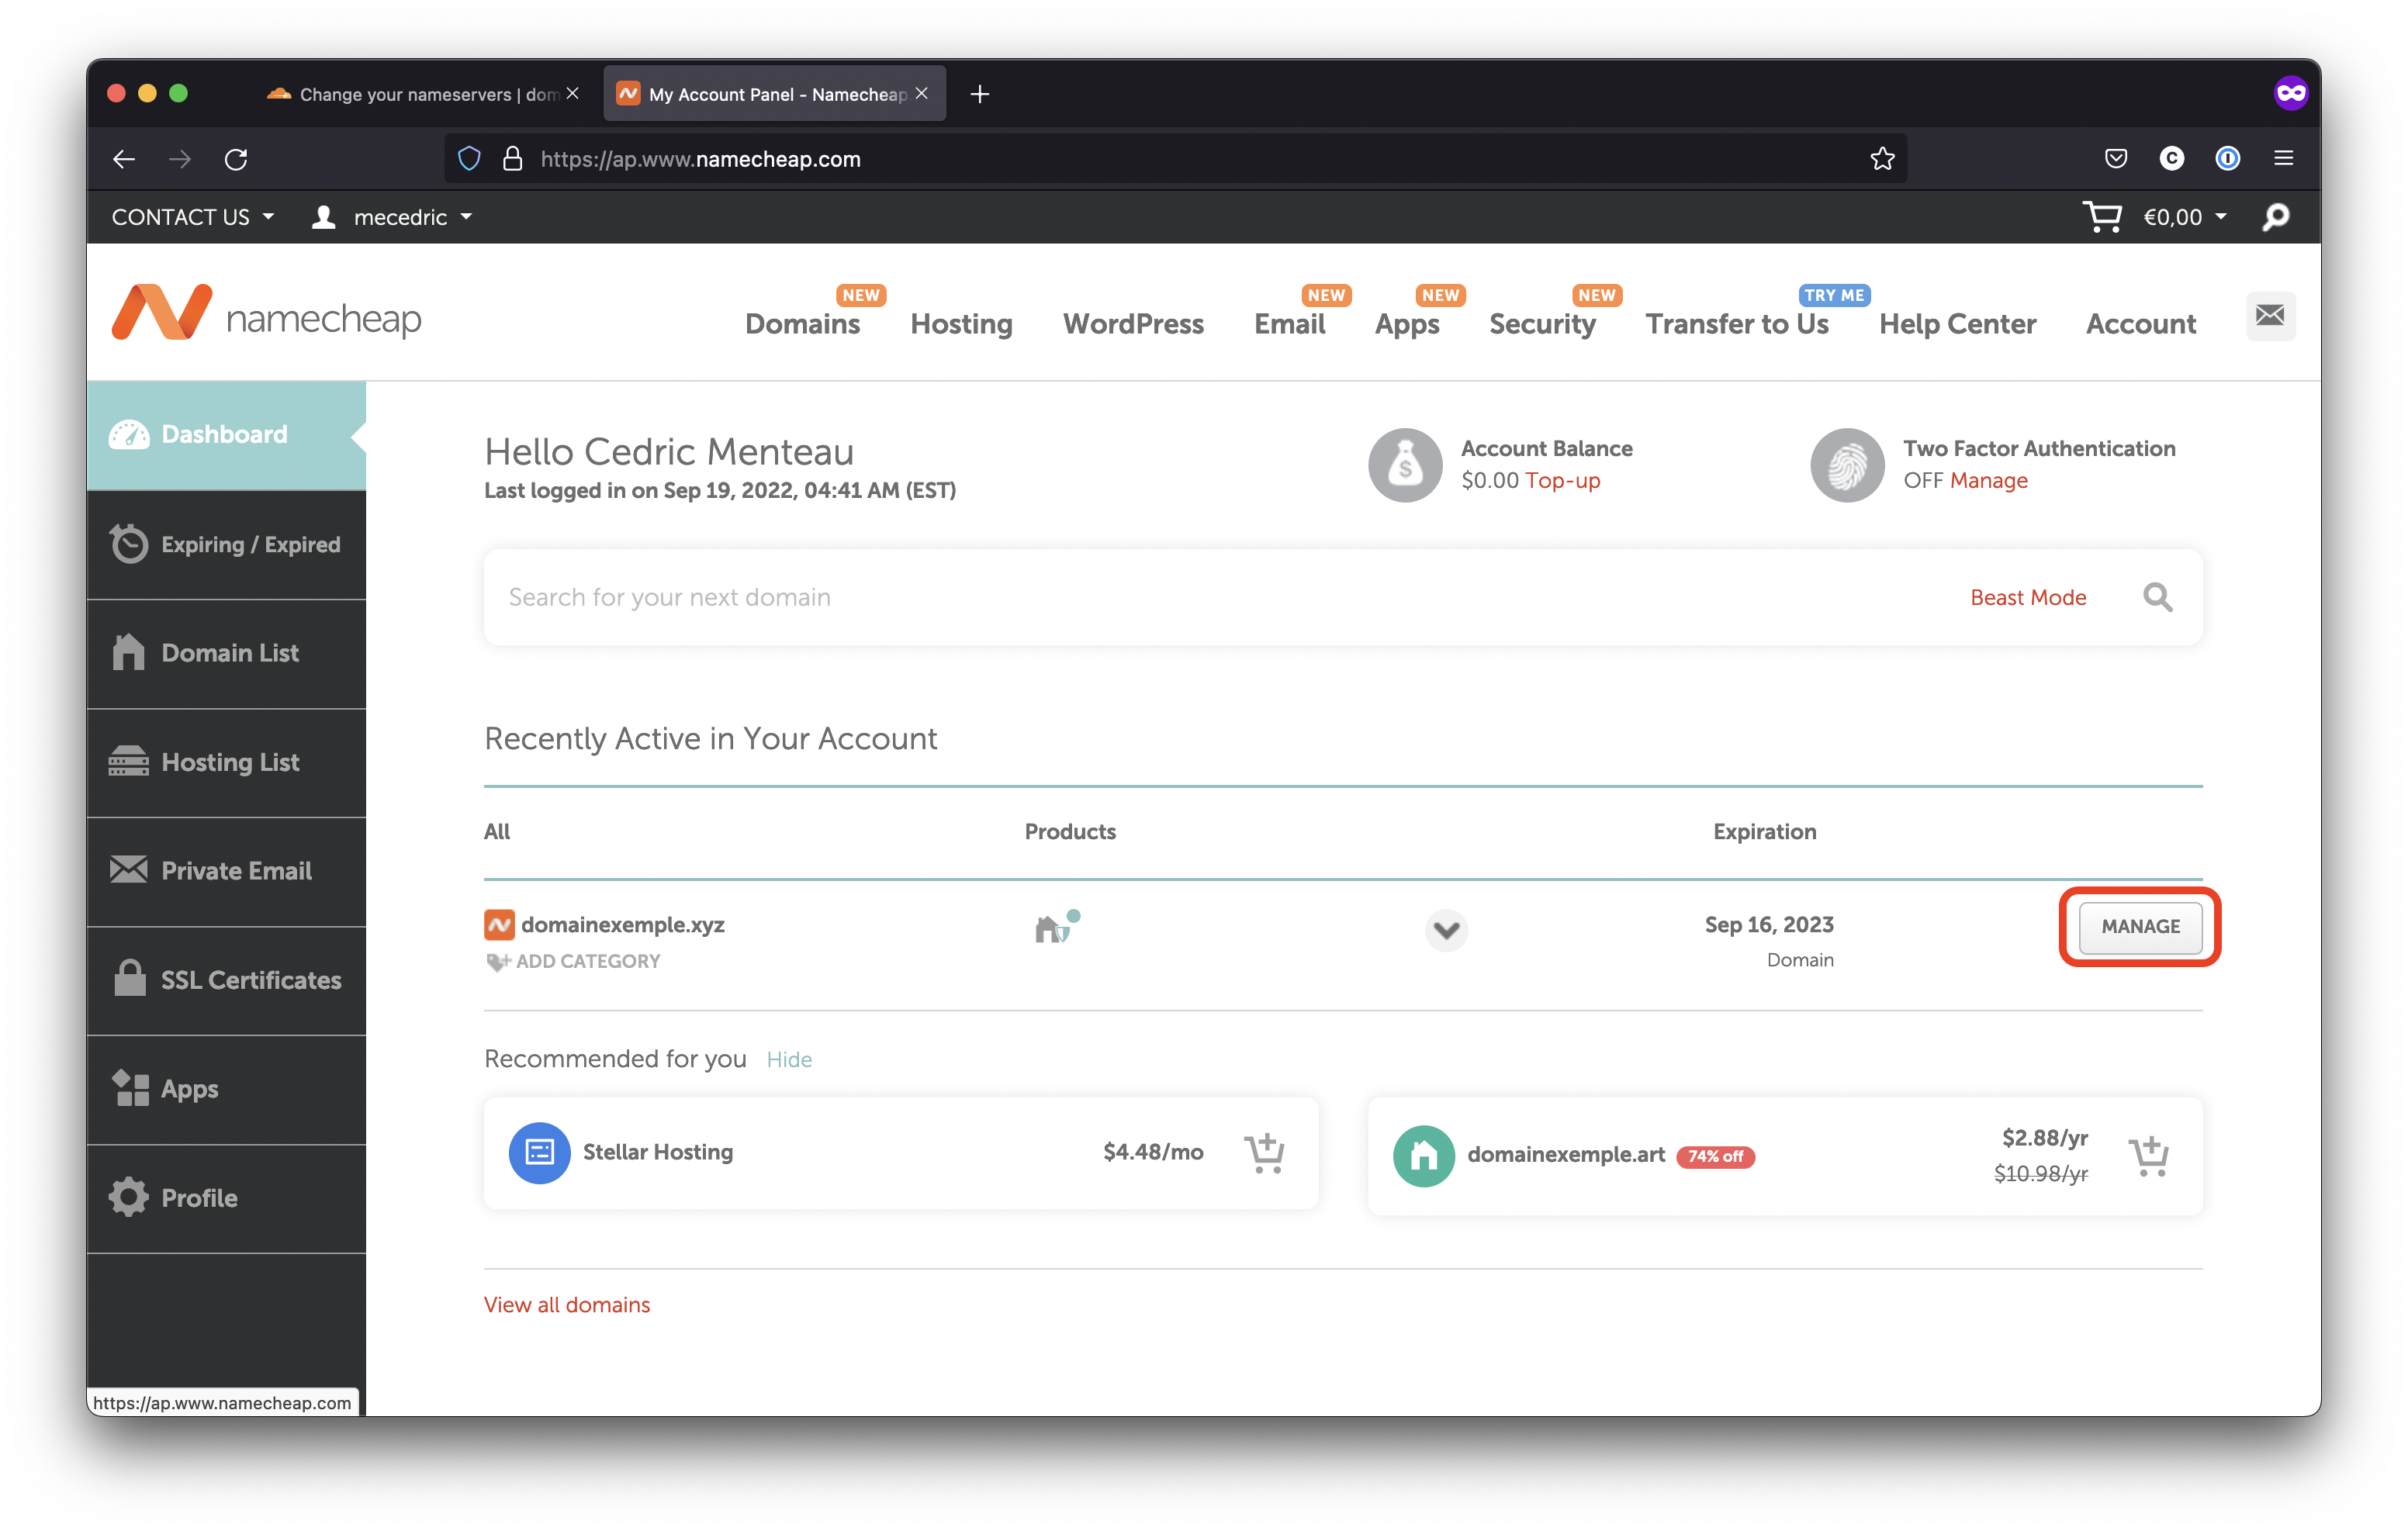 Change your nameservers | dom
My Account Panel - Namecheap
https://ap.www.namecheap.com
CONTACT US
mecedric
€0,00
namecheap
NEW
NEW
NEW
NEW
TRY ME
Domains
Hosting
WordPress
Email
Apps
Security
Transfer to Us
Help Center
Account
Dashboard
Expiring / Expired
Domain List
Hosting List
Private Email
SSL Certificates
Apps
Profile
Hello Cedric Menteau
Last logged in on Sep 19, 2022, 04:41 AM (EST)
Account Balance
$0.00 Top-up
Two Factor Authentication
OFF Manage
Search for your next domain
Beast Mode
Recently Active in Your Account
All
Products
Expiration
domainexemple.xyz
ADD CATEGORY
Sep 16, 2023
Domain
MANAGE
Recommended for you Hide
Stellar Hosting
$4.48/mo
domainexemple.art
74% off
$2.88/yr
$10.98/yr
View all domains
https://ap.www.namecheap.com